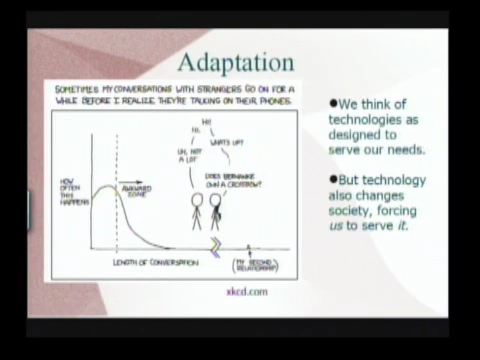 Adaptation
SOMETIMES MY CONVERSATIONS WITH STRANGERS GO ON FOR A
WHILE BEFORE I REALIZE THEY'RE TALKING ON THEIR PHONES.
HI!
HI.
WHAT'S UP?
UH, NOT
A LOT
DOES BERNANKE
OWN A CROSSBOW?
HOW
OFTEN
THIS
HAPPENS
AWKWARD
ZONE
LENGTH OF CONVERSATION
(MY SECOND
RELATIONSHIP)
xkcd.com
●We think of
technologies as
designed to
serve our needs.
●But technology
also changes
society, forcing
us to serve it.